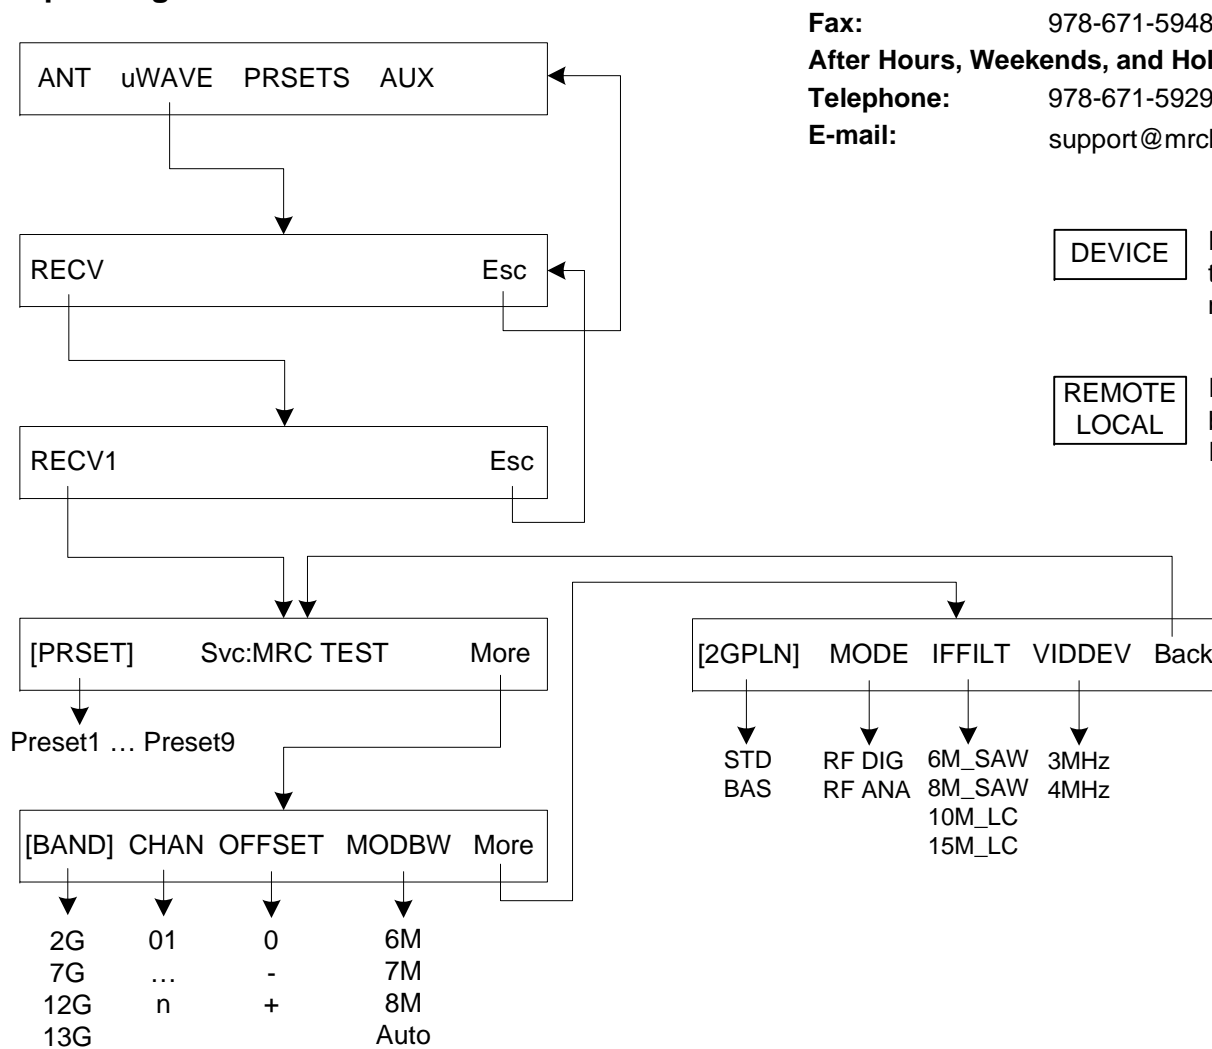 Fax: 978-671-5948
After Hours, Weekends, and
Telephone: 978-671-5929
E-mail:
ANT uWAVE PRSETS AUX
RECV Esc
DEVICE
REMOTE
LOCAL
RECV1 Esc
[PRSET] Svc:MRC TEST More
Preset1 … Preset9
[BAND] CHAN OFFSET MODBW More
2G 01 0 6M
7G … - 7M
12G n + 8M
13G Auto
[2GPLN] MODE IFFILT VIDDEV Back
STD RF DIG 6M_SAW 3MHz
BAS RF ANA 8M_SAW 4MHz
10M_LC
15M_LC